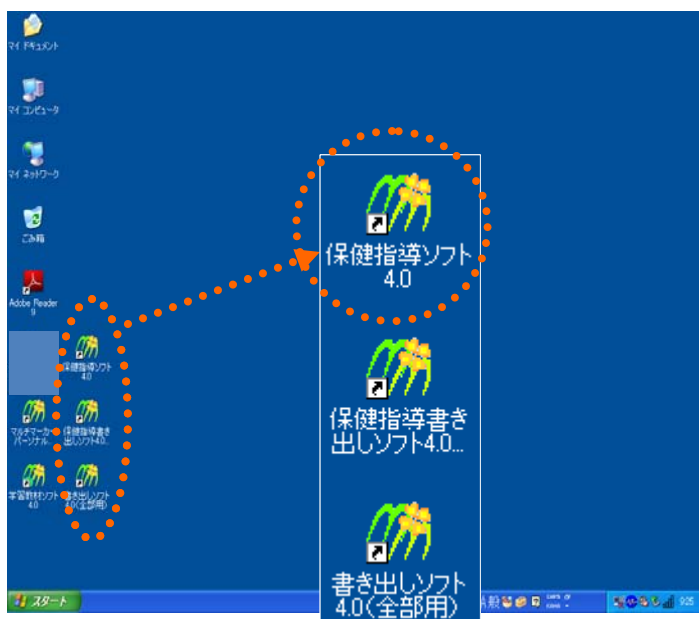 マイ ドキュメント
マイ コンピュータ
マイ ネットワーク
ごみ箱
Adobe Reader
9
保健指導ソフト
4.0
マルチマーカー
パーソナル...
保健指導書き
出しソフト4.0...
学習教材ソフト
4.0
書き出しソフト
4.0(全部用)
保健指導ソフト
4.0
保健指導書き
出しソフト4.0...
書き出しソフト
4.0(全部用)
スタート
A 般
CAPS
KANA
9:05